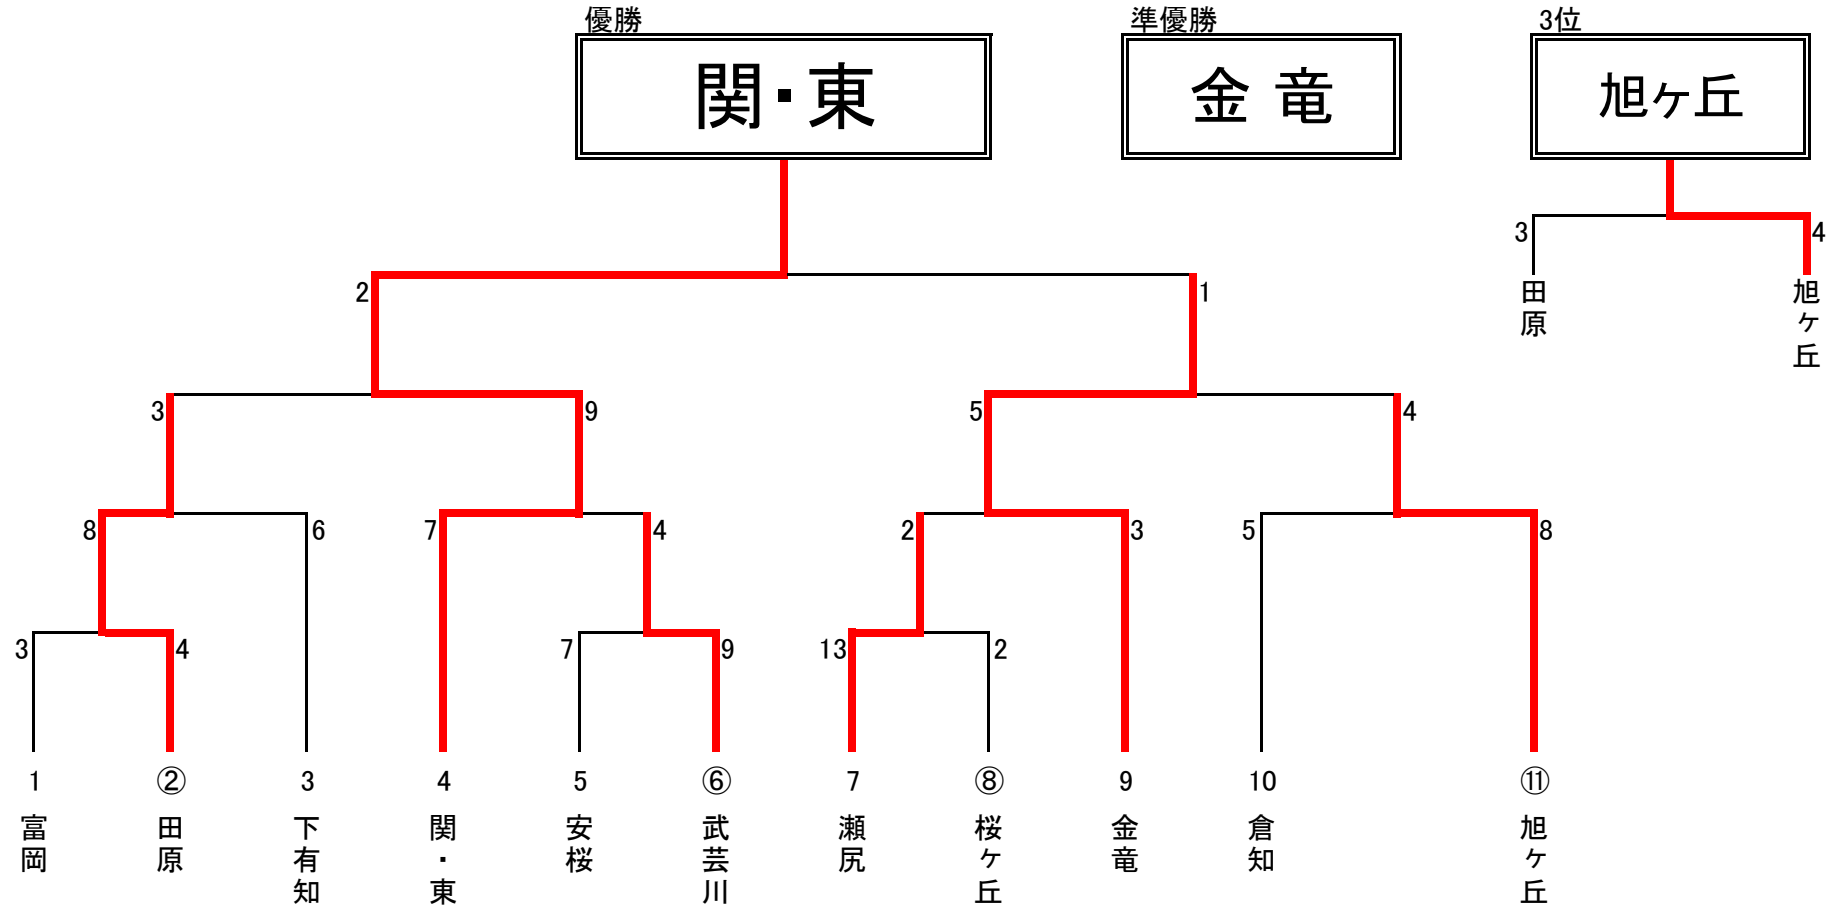 優勝
準優勝
3位
関・東
金 竜
旭ヶ丘
3
4
田原
旭ヶ丘
2
1
3
9
5
4
8
6
7
4
2
3
5
8
3
4
7
9
13
2
1
②
3
4
5
⑥
7
⑧
9
10
⑪
富岡
田原
下有知
関・東
安桜
武芸川
瀬尻
桜ヶ丘
金竜
倉知
旭ヶ丘